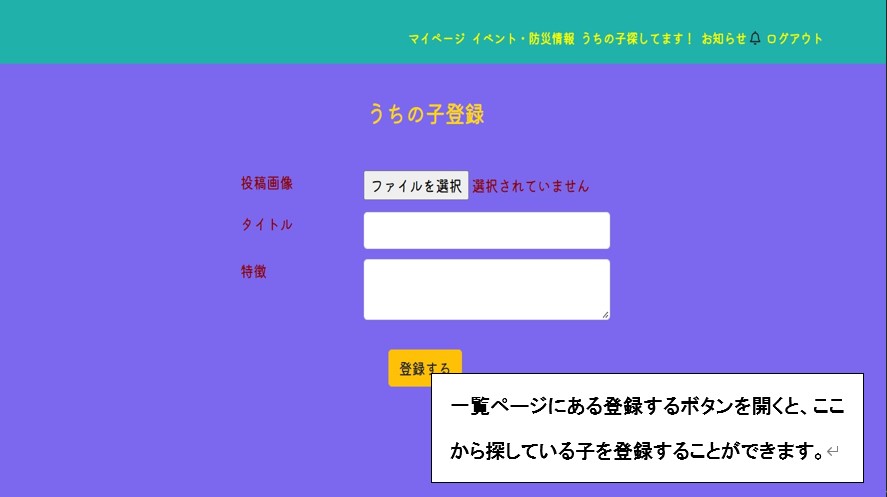 マイページ イベント・防災情報 うちの子探してます！ お知らせ ログアウト
うちの子登録
投稿画像 ファイルを選択 選択されていません
タイトル
特徴
登録する
一覧ページにある登録するボタンを開くと、ここ
から探している子を登録することができます。